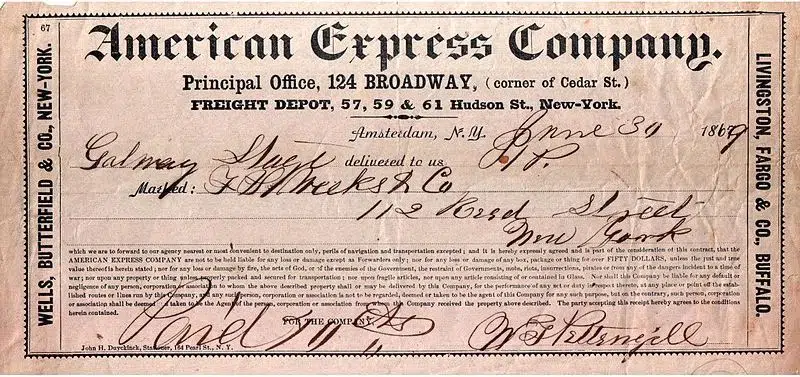 67
American Express Company.
Principal Office, 124 BROADWAY, (corner of Cedar St.)
FREIGHT DEPOT, 57, 59 & 61 Hudson St., New-York.
WELLS, BUTTERFIELD & CO., NEW-YORK.
LIVINGSTON, FARGO & CO., BUFFALO.
Amsterdam, N. Y. June 30 1869
Galway Stage delivered to us P.
Marked: Weeks & Co
112 Read Street
New York
which we are to forward to our agency nearest or most convenient to destination only, perils of navigation and transportation excepted; and it is hereby expressly agreed and is part of the consideration of this contract, that the
AMERICAN EXPRESS COMPANY are not to be held liable for any loss or damage except as Forwarders only; nor for any loss or damage of any box, package or thing for over FIFTY DOLLARS, unless the just and true
value thereof is herein stated; nor for any loss or damage by fire, the acts of God, or of the enemies of the Government, the restraint of Governments, mobs, riots, insurrections, pirates or from any of the dangers incident to a time of
war; nor upon any property or thing unless properly packed and secured for transportation; nor upon fragile articles, nor upon any article consisting of or contained in Glass. Nor shall this Company be liable for any default or
negligence of any person, corporation or association to whom the above described property shall or may be delivered by this Company, for the performance of any act or duty in respect thereto, at any place or point off the estab-
lished routes or lines run by this Company, and any such person, corporation or association is not to be regarded, deemed or taken to be the agent of this Company for any such purpose, but on the contrary, such person, corporation
or association shall be deemed and taken to be the Agent of the person, corporation or association from whom this Company received the property above described. The party accepting this receipt hereby agrees to the conditions
herein contained.
FOR THE COMPANY,
Paid
John H. Duyckinck, Stationer, 164 Pearl St., N. Y.